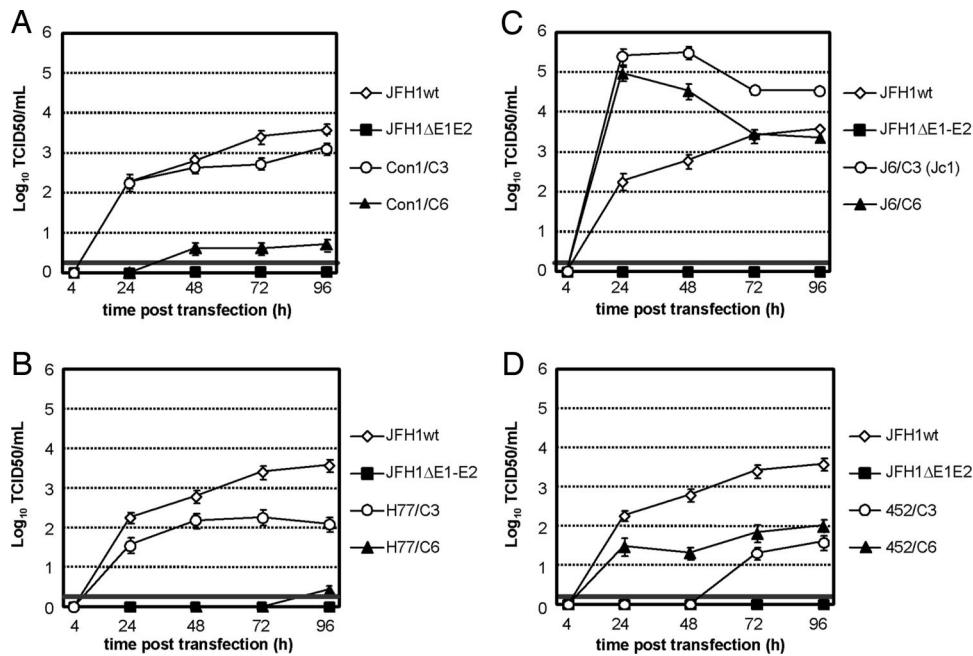 A
Log10 TCID50/mL
6
5
4
3
2
1
0
4 24 48 72 96
time post transfection (h)
JFH1wt
JFH1ΔE1E2
Con1/C3
Con1/C6
C
Log10 TCID50/mL
6
5
4
3
2
1
0
4 24 48 72 96
time post transfection (h)
JFH1wt
JFH1ΔE1-E2
J6/C3 (Jc1)
J6/C6
B
Log10 TCID50/mL
6
5
4
3
2
1
0
4 24 48 72 96
time post transfection (h)
JFH1wt
JFH1ΔE1-E2
H77/C3
H77/C6
D
Log10 TCID50/mL
6
5
4
3
2
1
0
4 24 48 72 96
time post transfection (h)
JFH1wt
JFH1ΔE1E2
452/C3
452/C6